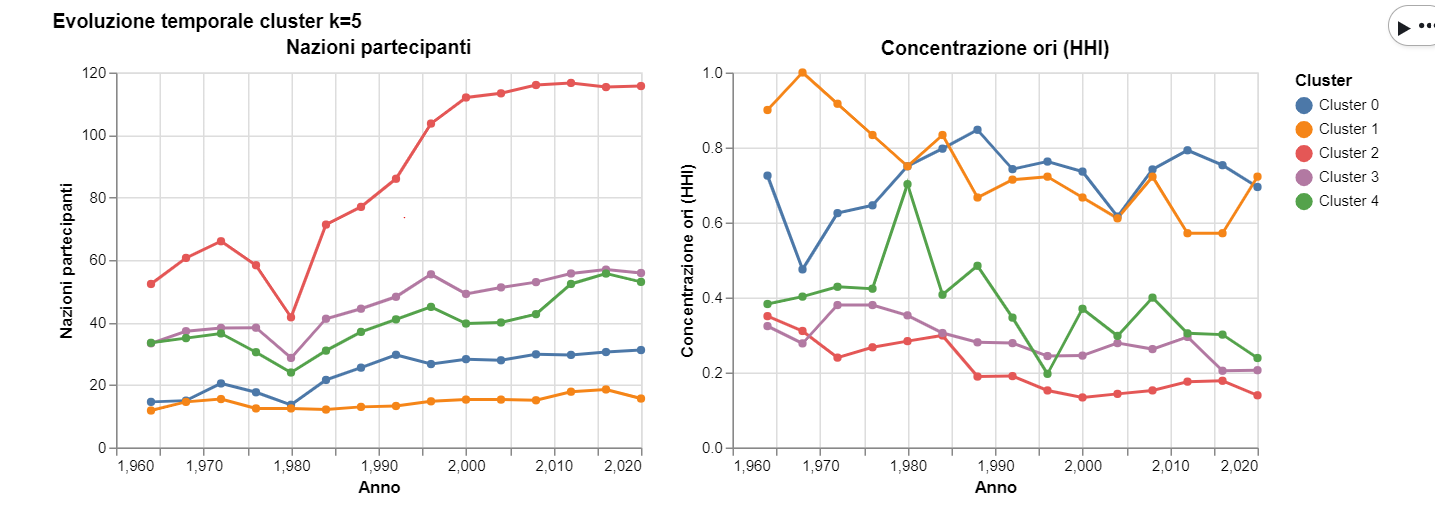 Evoluzione temporale cluster k=5
Nazioni partecipanti
120
100
80
60
40
20
0
Nazioni partecipanti
1,960 1,970 1,980 1,990 2,000 2,010 2,020
Anno
Concentrazione ori (HHI)
1.0
0.8
0.6
0.4
0.2
0.0
Concentrazione ori (HHI)
1,960 1,970 1,980 1,990 2,000 2,010 2,020
Anno
Cluster
Cluster 0
Cluster 1
Cluster 2
Cluster 3
Cluster 4